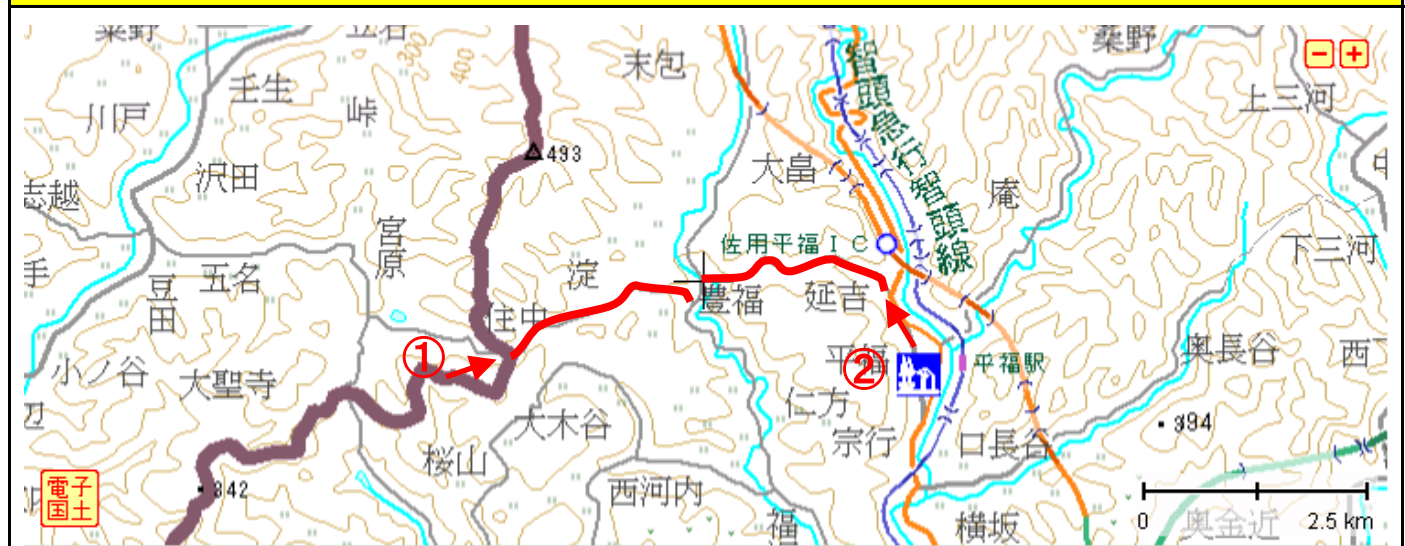 末包
桑野
上三河
壬生
峠
川戸
300
400
493
智頭急行智頭線
大畠
庵
沢田
志越
宮原
佐用平福IC
下三河
手
五名
豆田
淀
豊福
延吉
住中
①
②
平福
平福駅
奥長谷
西
小ノ谷
大聖寺
仁方
大木谷
宗行
口長谷
394
桜山
342
電子
国土
西河内
福
横坂
奥金近
0
2.5 km